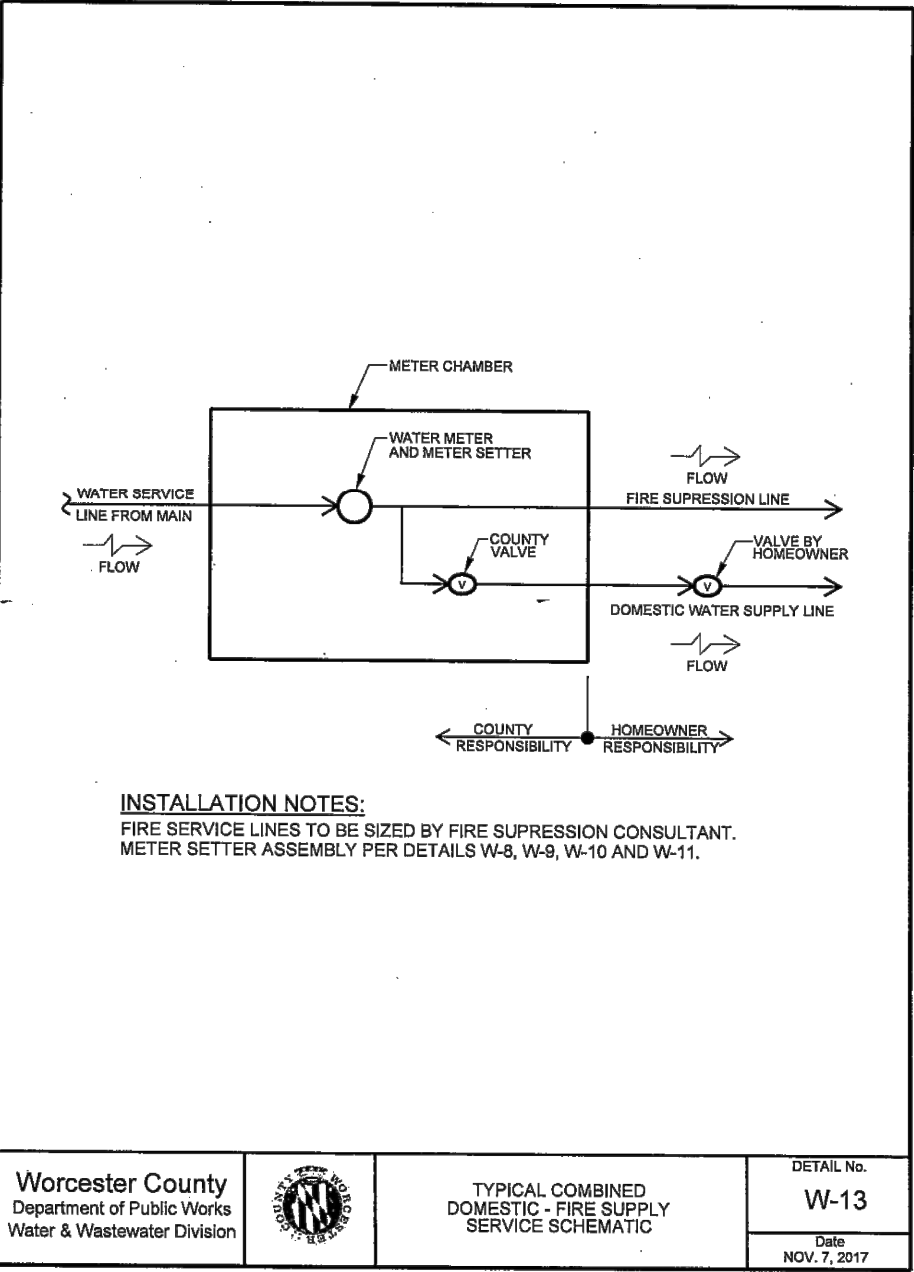 METER CHAMBER
WATER METER
AND METER SETTER
FLOW
FIRE SUPRESSION LINE
WATER SERVICE
LINE FROM MAIN
FLOW
COUNTY
VALVE
V
VALVE BY
HOMEOWNER
V
DOMESTIC WATER SUPPLY LINE
FLOW
COUNTY
RESPONSIBILITY
HOMEOWNER
RESPONSIBILITY
INSTALLATION NOTES:
FIRE SERVICE LINES TO BE SIZED BY FIRE SUPRESSION CONSULTANT.
METER SETTER ASSEMBLY PER DETAILS W-8, W-9, W-10 AND W-11.
Worcester County
Department of Public Works
Water & Wastewater Division
WORCESTER COUNTY
TYPICAL COMBINED
DOMESTIC - FIRE SUPPLY
SERVICE SCHEMATIC
DETAIL No.
W-13
Date
NOV. 7, 2017